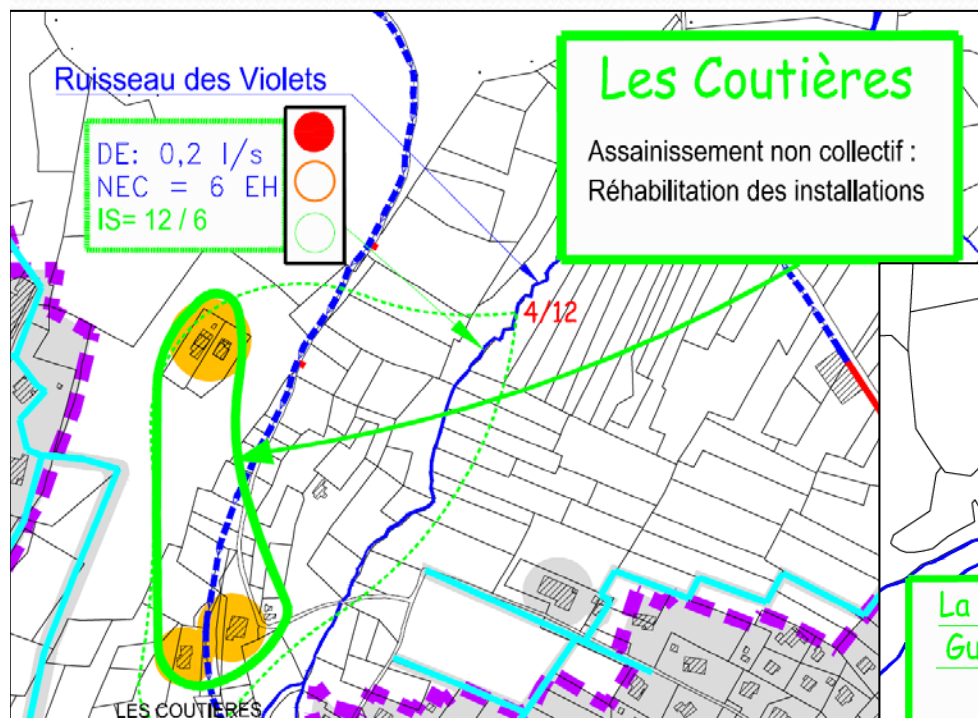 Ruisseau des Violets
DE: 0,2 l/s
NEC = 6 EH
IS= 12 / 6
Les Coutières
Assainissement non collectif :
Réhabilitation des installations
4/12
La
Gu
LES COUTIERES